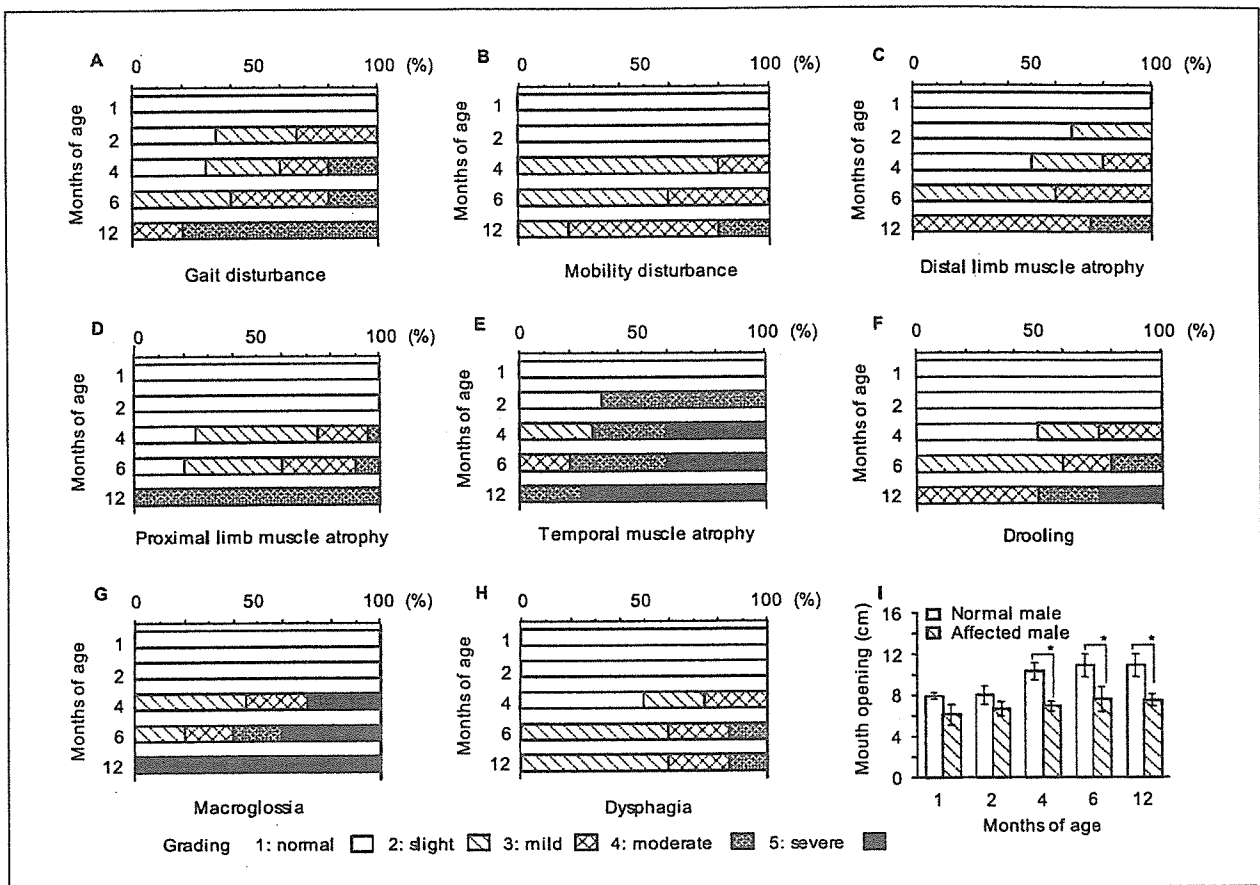 A 0 50 100 (%)
Months of age
1
2
4
6
12
Gait disturbance
B 0 50 100 (%)
Months of age
1
2
4
6
12
Mobility disturbance
C 0 50 100 (%)
Months of age
1
2
4
6
12
Distal limb muscle atrophy
D 0 50 100 (%)
Months of age
1
2
4
6
12
Proximal limb muscle atrophy
E 0 50 100 (%)
Months of age
1
2
4
6
12
Temporal muscle atrophy
F 0 50 100 (%)
Months of age
1
2
4
6
12
Drooling
G 0 50 100 (%)
Months of age
1
2
4
6
12
Macroglossia
H 0 50 100 (%)
Months of age
1
2
4
6
12
Dysphagia
I
Mouth opening (cm)
16
12
8
4
0
Normal male
Affected male
* * *
1 2 4 6 12
Months of age
Grading 1: normal 2: slight 3: mild 4: moderate 5: severe